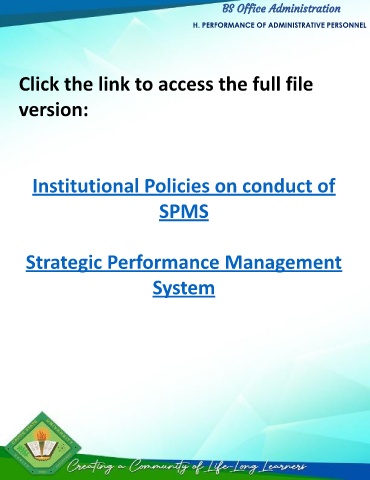 BS Office Administration
H. PERFORMANCE OF ADMINISTRATIVE PERSONNEL
Click the link to access the full file
version:
Institutional Policies on conduct of
SPMS
Strategic Performance Management
System
Creating a Community of Life-Long Learners